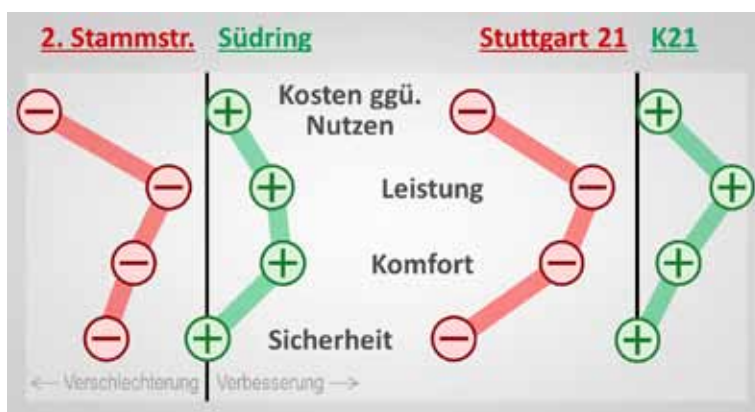 2. Stammstr. Südring Stuttgart 21 K21
Kosten ggü.
Nutzen
Leistung
Komfort
Sicherheit
<— Verschlechterung Verbesserung —>